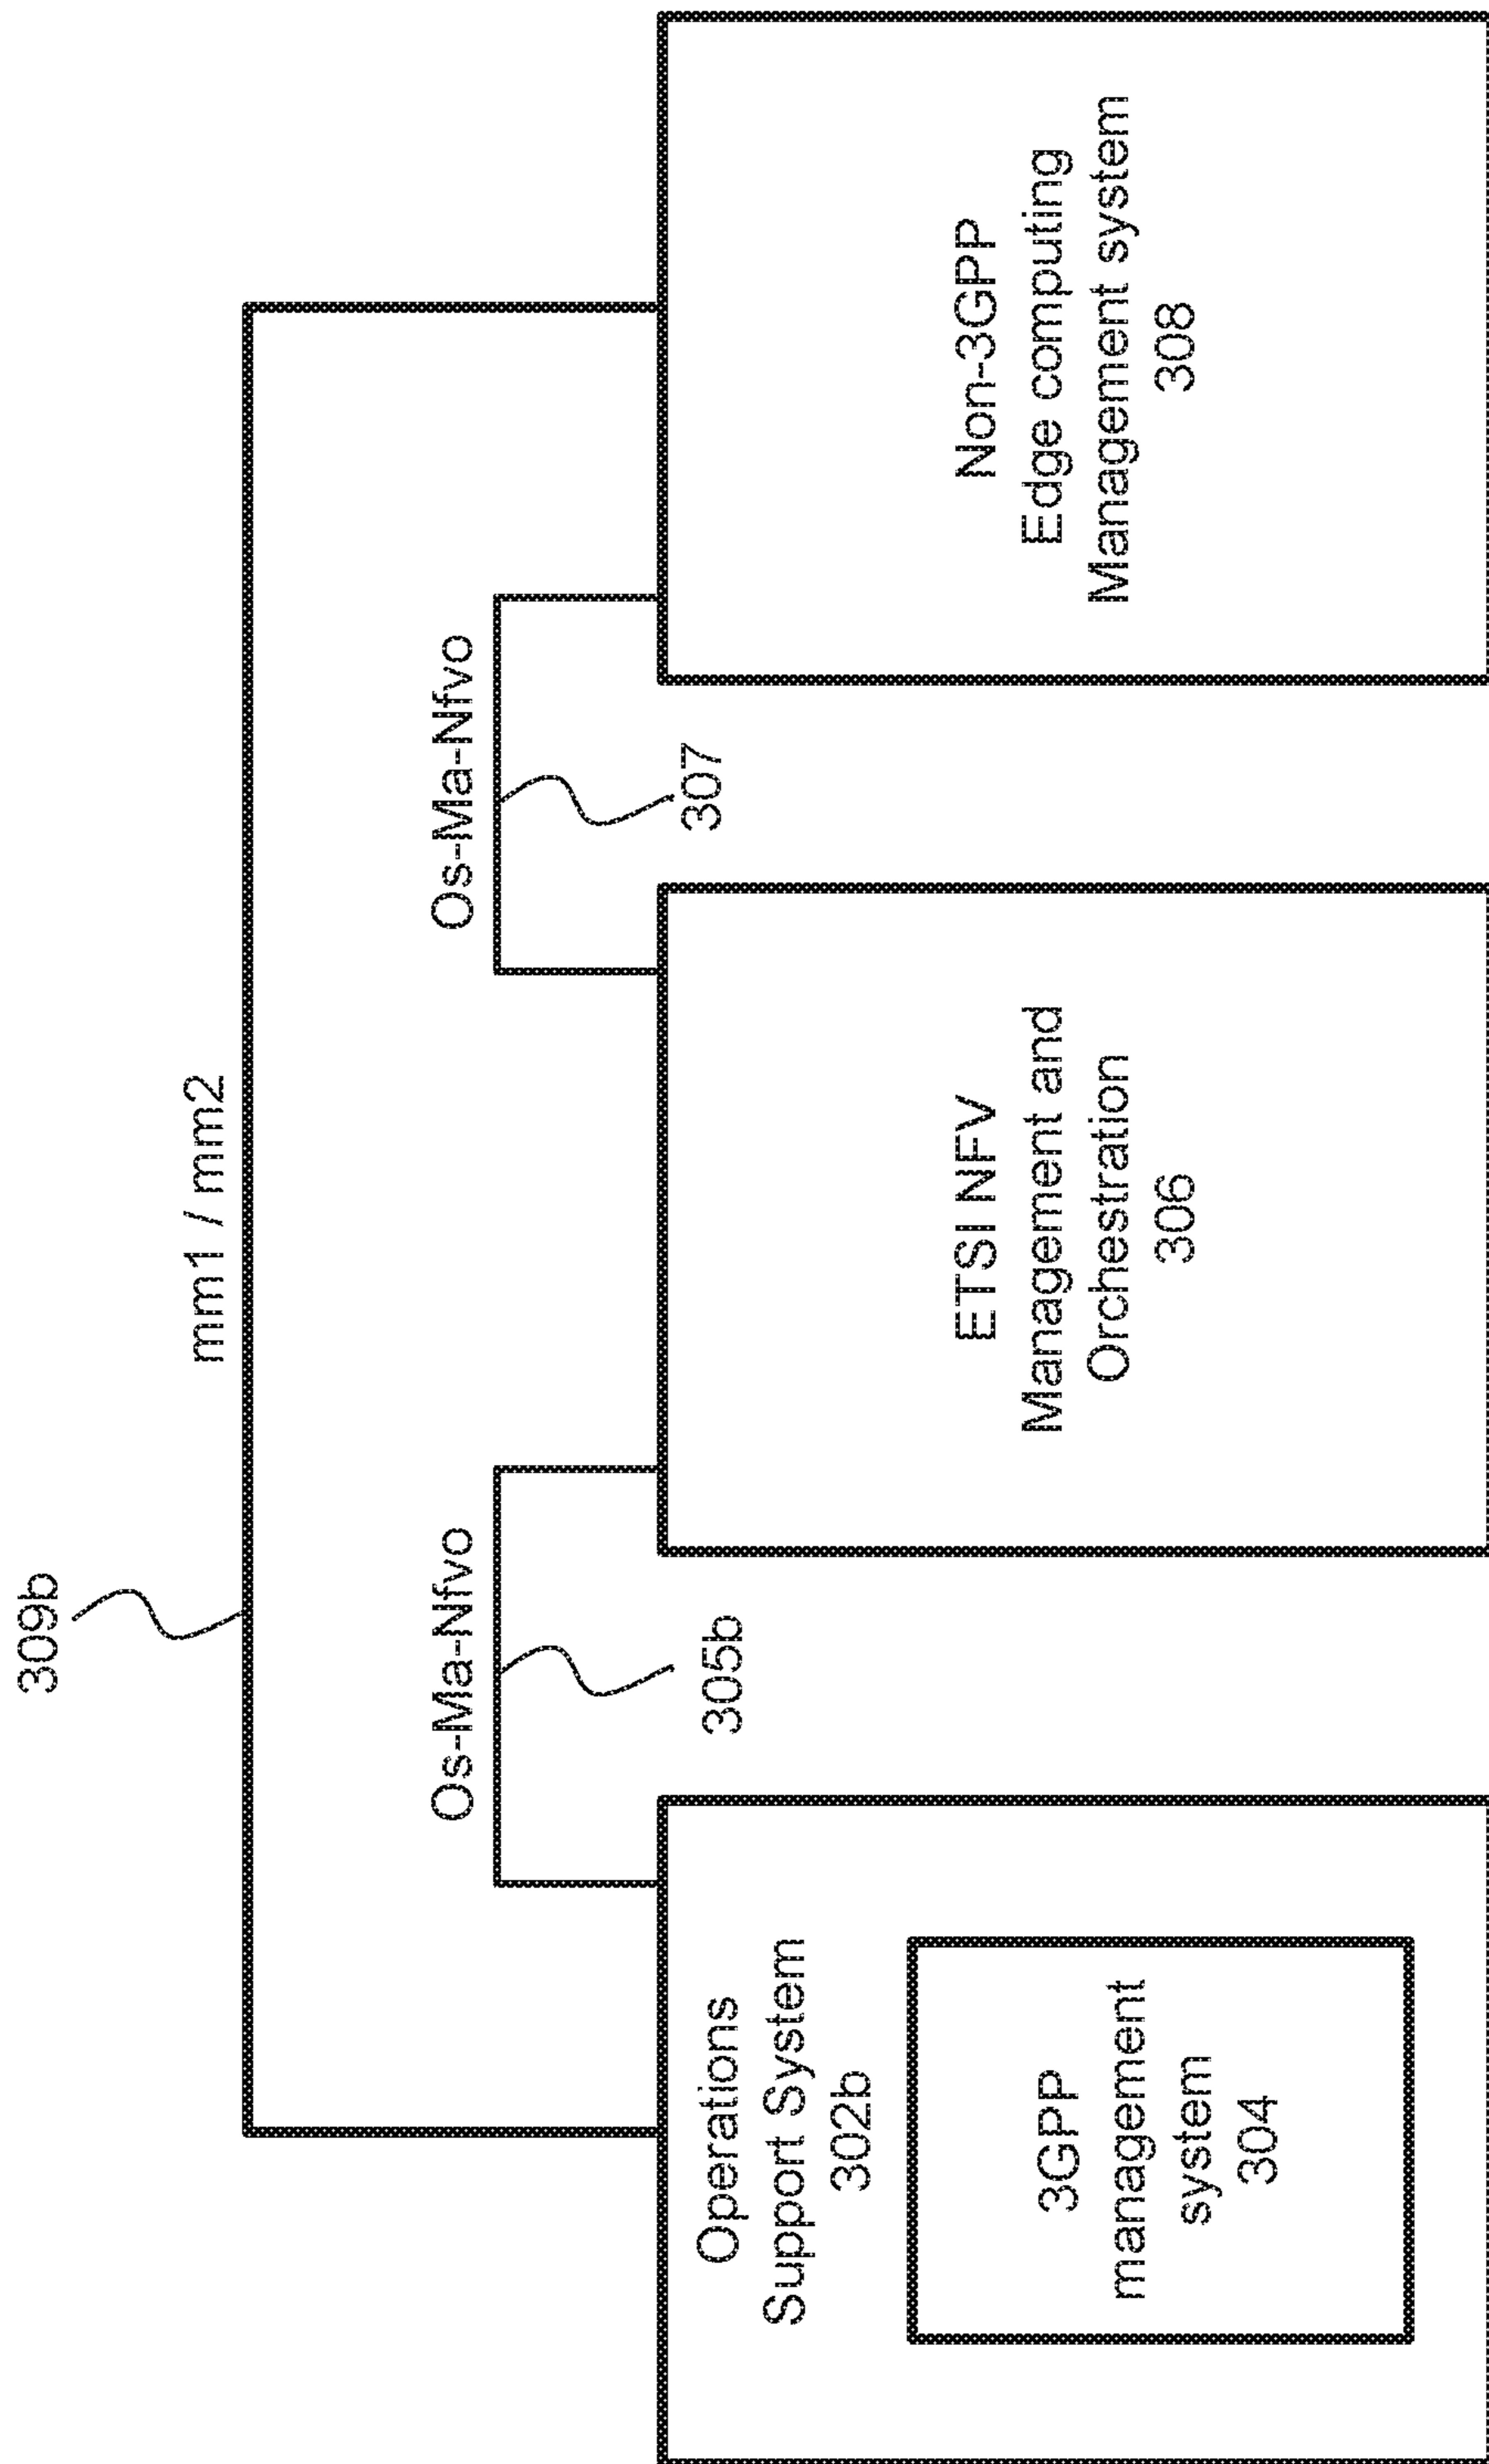 309b
mm1 / mm2
Os-Ma-Nfvo
305b
Os-Ma-Nfvo
307
Operations
Support System
302b
3GPP
management
system
304
ETSI NFV
Management and
Orchestration
306
Non-3GPP
Edge computing
Management system
308